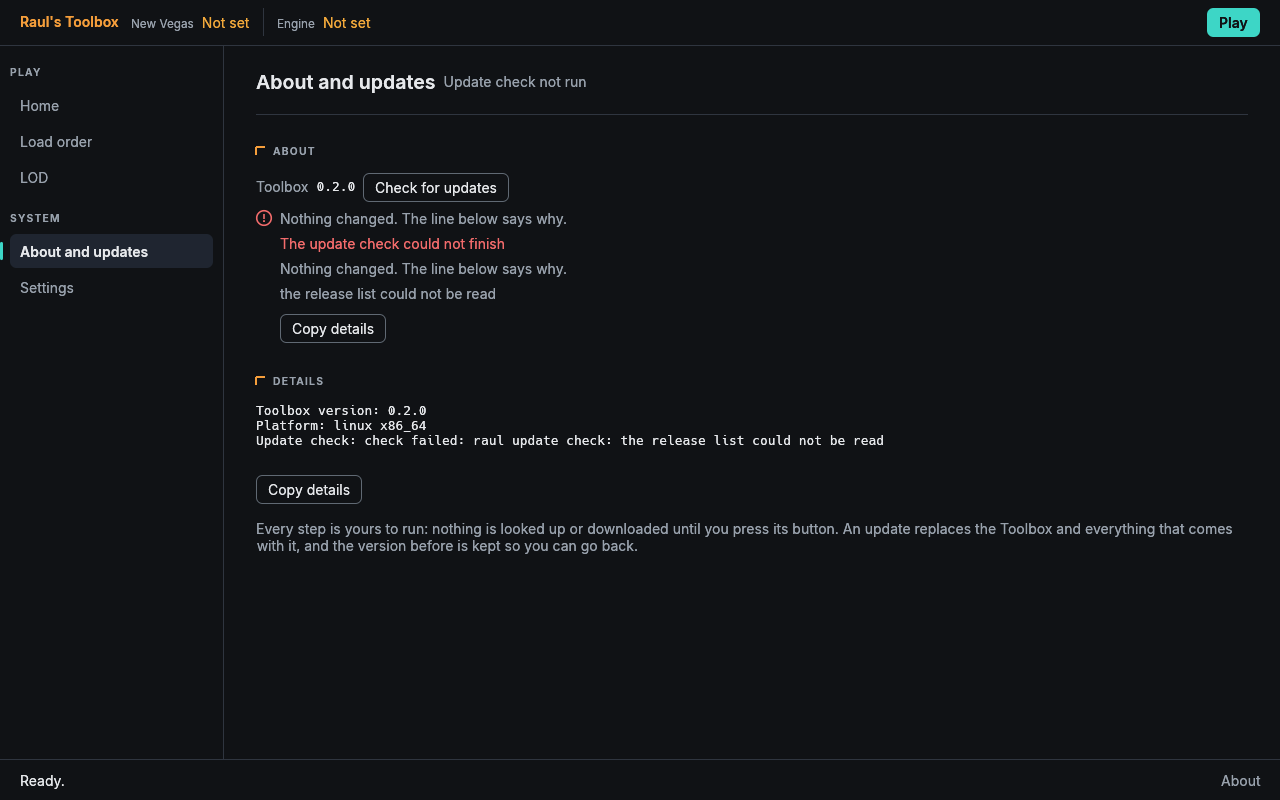 Raul's Toolbox New Vegas Not set Engine Not set Play
PLAY
Home
Load order
LOD
SYSTEM
About and updates
Settings
About and updates Update check not run
ABOUT
Toolbox 0.2.0 Check for updates
Nothing changed. The line below says why.
The update check could not finish
Nothing changed. The line below says why.
the release list could not be read
Copy details
DETAILS
Toolbox version: 0.2.0
Platform: linux x86_64
Update check: check failed: raul update check: the release list could not be read
Copy details
Every step is yours to run: nothing is looked up or downloaded until you press its button. An update replaces the Toolbox and everything that comes
with it, and the version before is kept so you can go back.
Ready. About